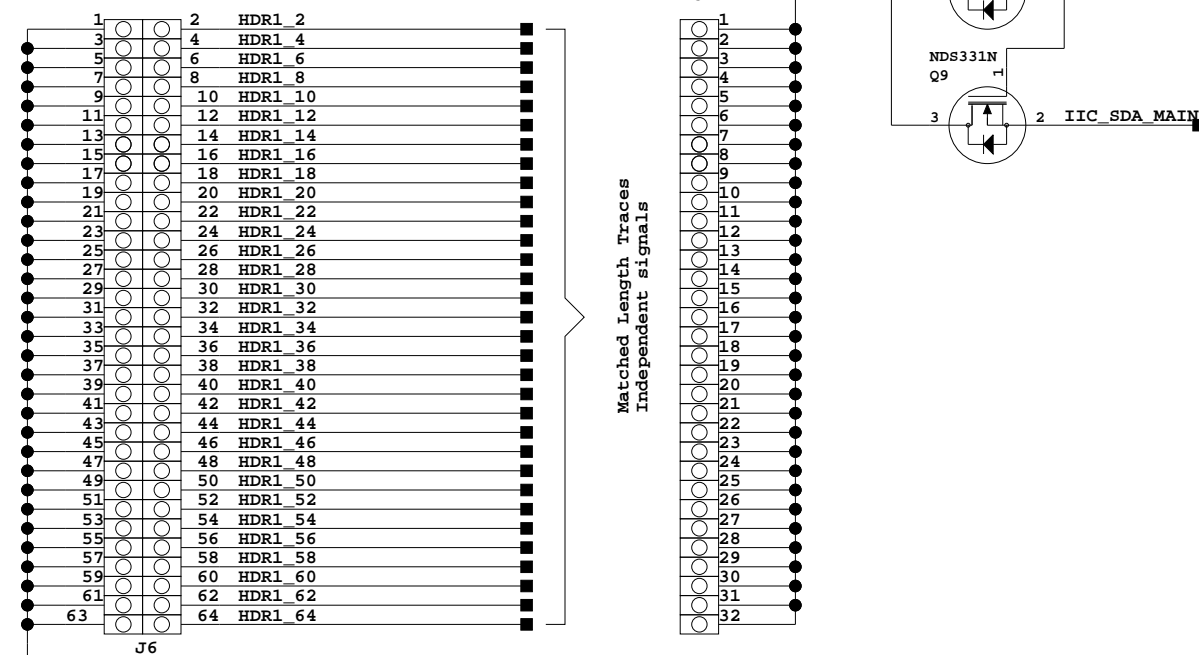 1 2 HDR1_2
3 4 HDR1_4
5 6 HDR1_6
7 8 HDR1_8
9 10 HDR1_10
11 12 HDR1_12
13 14 HDR1_14
15 16 HDR1_16
17 18 HDR1_18
19 20 HDR1_20
21 22 HDR1_22
23 24 HDR1_24
25 26 HDR1_26
27 28 HDR1_28
29 30 HDR1_30
31 32 HDR1_32
33 34 HDR1_34
35 36 HDR1_36
37 38 HDR1_38
39 40 HDR1_40
41 42 HDR1_42
43 44 HDR1_44
45 46 HDR1_46
47 48 HDR1_48
49 50 HDR1_50
51 52 HDR1_52
53 54 HDR1_54
55 56 HDR1_56
57 58 HDR1_58
59 60 HDR1_60
61 62 HDR1_62
63 64 HDR1_64
J6
Matched Length Traces
Independent signals
1
2
3
4
5
6
7
8
9
10
11
12
13
14
15
16
17
18
19
20
21
22
23
24
25
26
27
28
29
30
31
32
NDS331N
Q9
1
3
2
IIC_SDA_MAIN